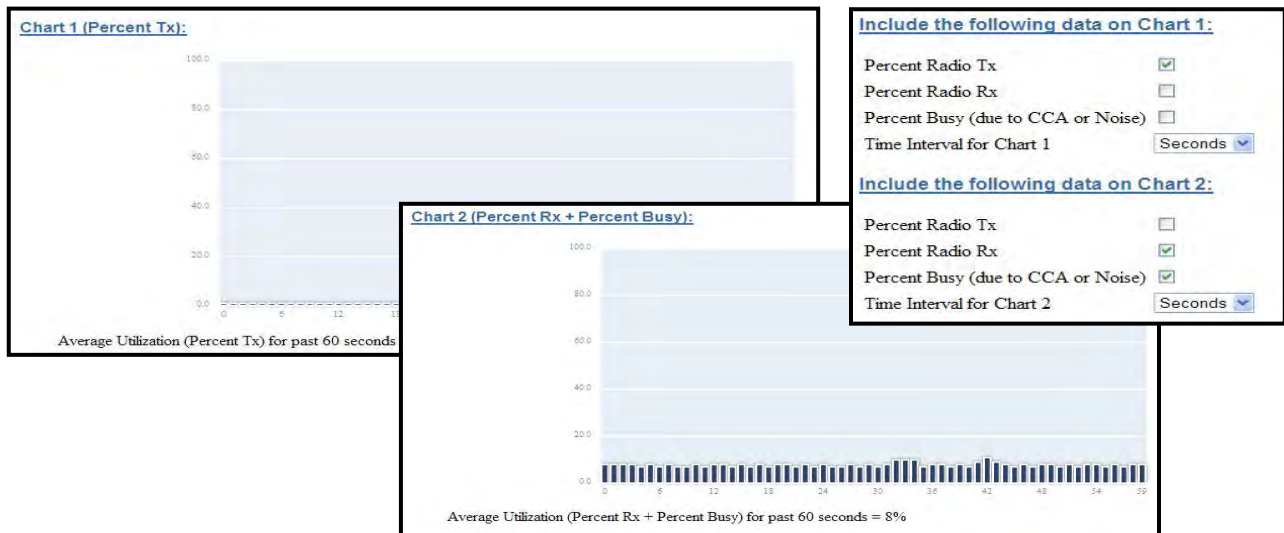 Chart 1 (Percent Tx):
100.0
80.0
60.0
40.0
20.0
0.0
0 6 12
Average Utilization (Percent Tx) for past 60 seconds
Chart 2 (Percent Rx + Percent Busy):
100.0
80.0
60.0
40.0
20.0
0.0
0 6 12 18 24 30 36 42 48 54 59
Average Utilization (Percent Rx + Percent Busy) for past 60 seconds = 8%
Include the following data on Chart 1:
Percent Radio Tx
Percent Radio Rx
Percent Busy (due to CCA or Noise)
Time Interval for Chart 1 Seconds
Include the following data on Chart 2:
Percent Radio Tx
Percent Radio Rx
Percent Busy (due to CCA or Noise)
Time Interval for Chart 2 Seconds